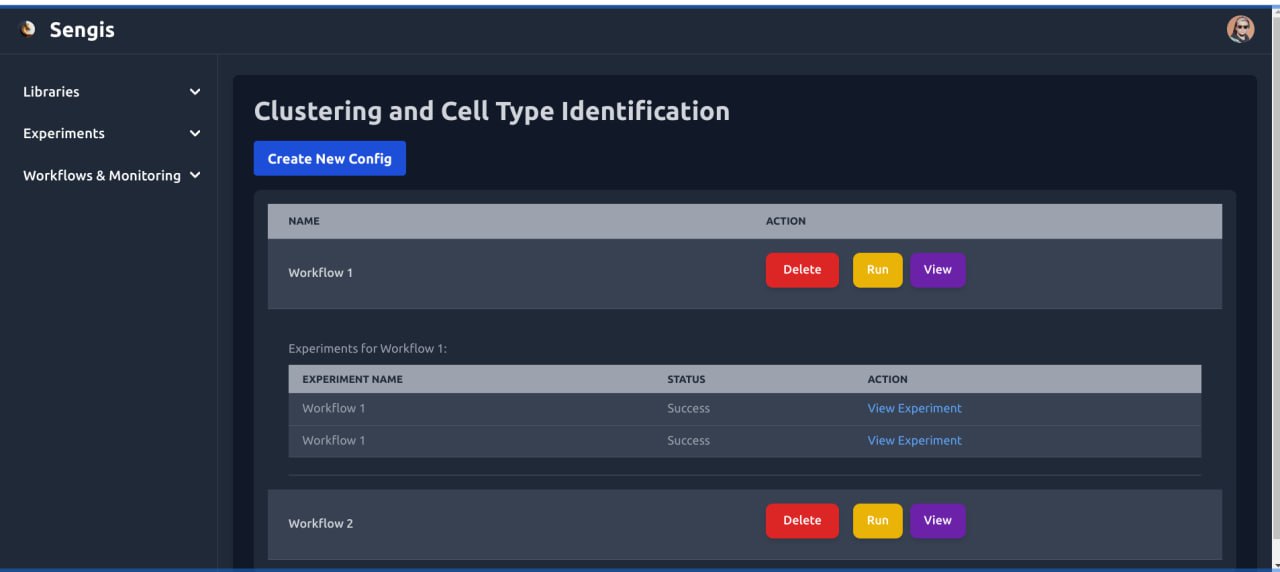 Sengis
Libraries
Experiments
Workflows & Monitoring
Clustering and Cell Type Identification
Create New Config
NAME ACTION
Workflow 1 Delete Run View
Experiments for Workflow 1:
EXPERIMENT NAME STATUS ACTION
Workflow 1 Success View Experiment
Workflow 1 Success View Experiment
Workflow 2 Delete Run View